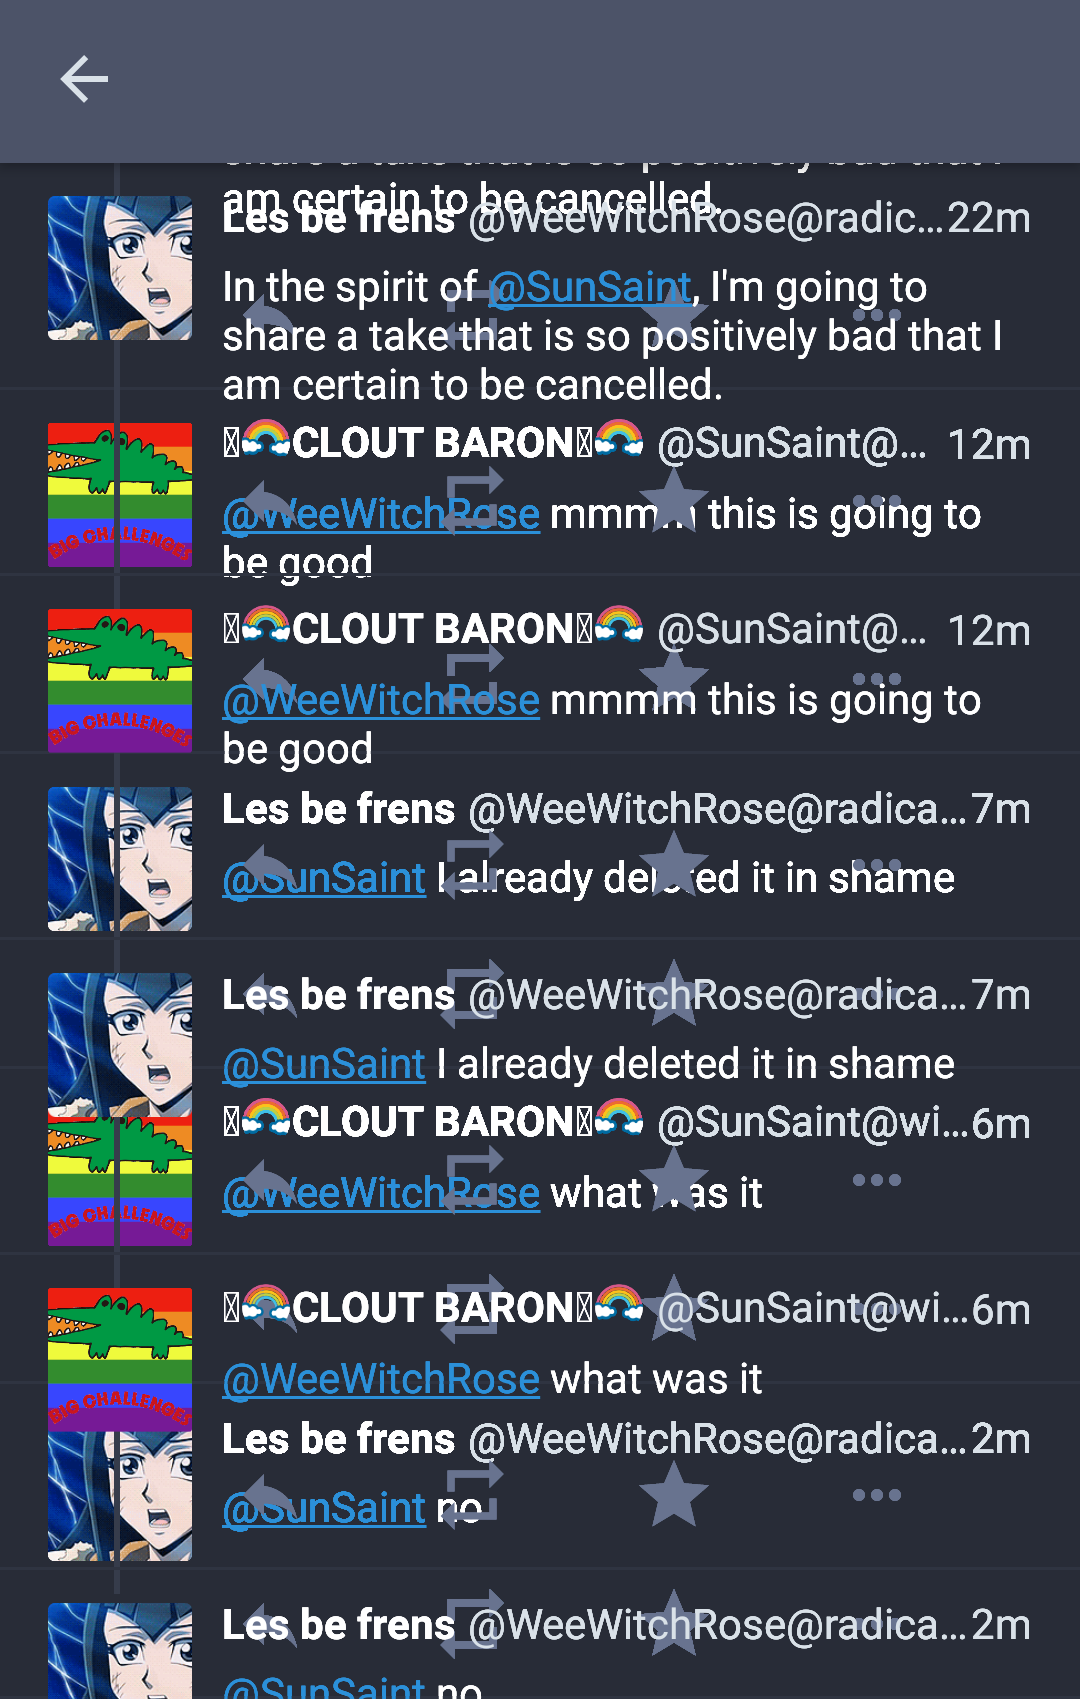 am certain to be cancelled.
Les be frens @WeeWitchRose@radic... 22m
In the spirit of @SunSaint, I'm going to
share a take that is so positively bad that I
am certain to be cancelled.
🌈CLOUT BARON🌈 @SunSaint@... 12m
@WeeWitchRose mmmm this is going to
be good
BIG CHALLENGES
🌈CLOUT BARON🌈 @SunSaint@... 12m
@WeeWitchRose mmmm this is going to
be good
BIG CHALLENGES
Les be frens @WeeWitchRose@radica... 7m
@SunSaint I already deleted it in shame
Les be frens @WeeWitchRose@radica... 7m
@SunSaint I already deleted it in shame
🌈CLOUT BARON🌈 @SunSaint@wi... 6m
@WeeWitchRose what was it
BIG CHALLENGES
🌈CLOUT BARON🌈 @SunSaint@wi... 6m
@WeeWitchRose what was it
BIG CHALLENGES
Les be frens @WeeWitchRose@radica... 2m
@SunSaint no
Les be frens @WeeWitchRose@radica... 2m
@SunSaint no